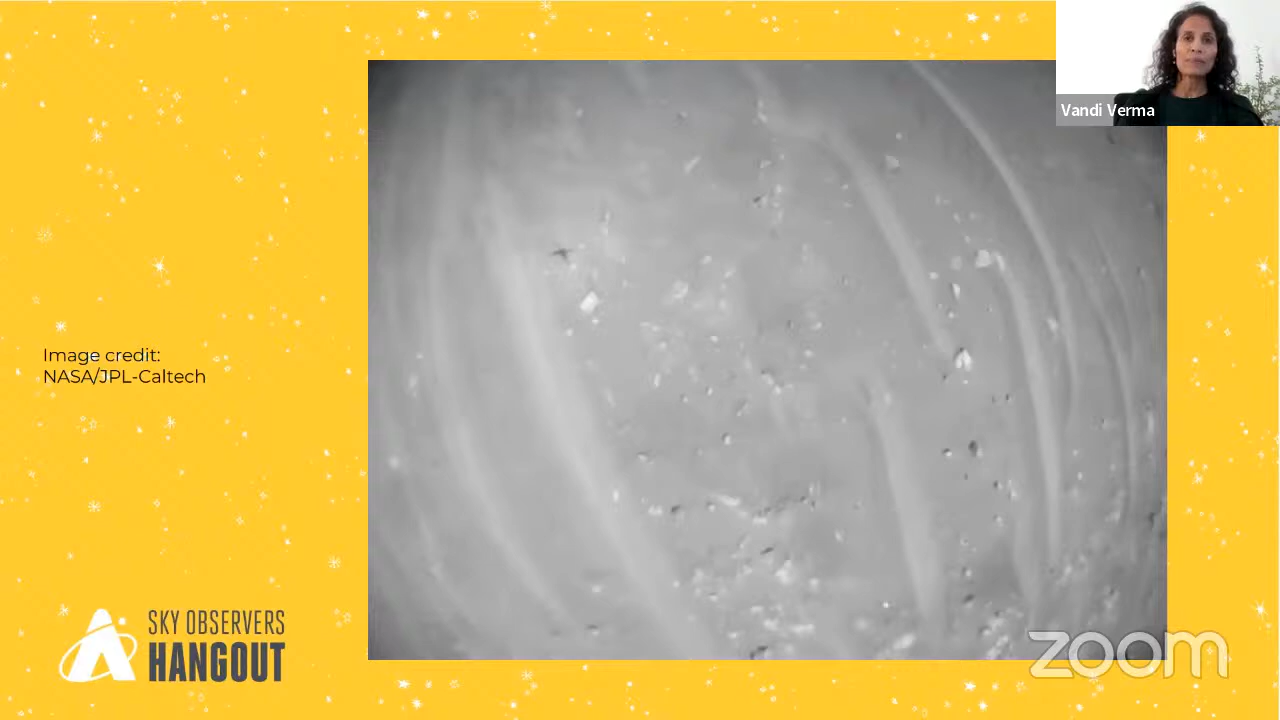 Vandi Verma
Image credit:
NASA/JPL-Caltech
SKY OBSERVERS
HANGOUT
zoom